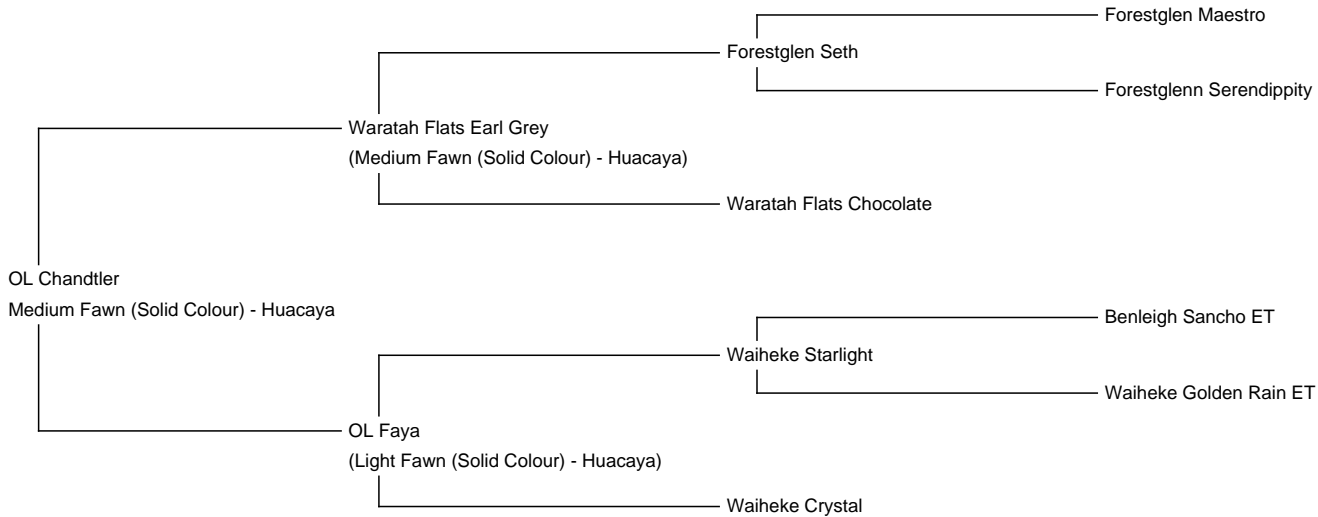 Forestglen Maestro
Forestglen Seth
Forestglenn Serendippity
Waratah Flats Earl Grey
(Medium Fawn (Solid Colour) - Huacaya)
Waratah Flats Chocolate
OL Chandtler
Medium Fawn (Solid Colour) - Huacaya
Benleigh Sancho ET
Waiheke Starlight
Waiheke Golden Rain ET
OL Faya
(Light Fawn (Solid Colour) - Huacaya)
Waiheke Crystal